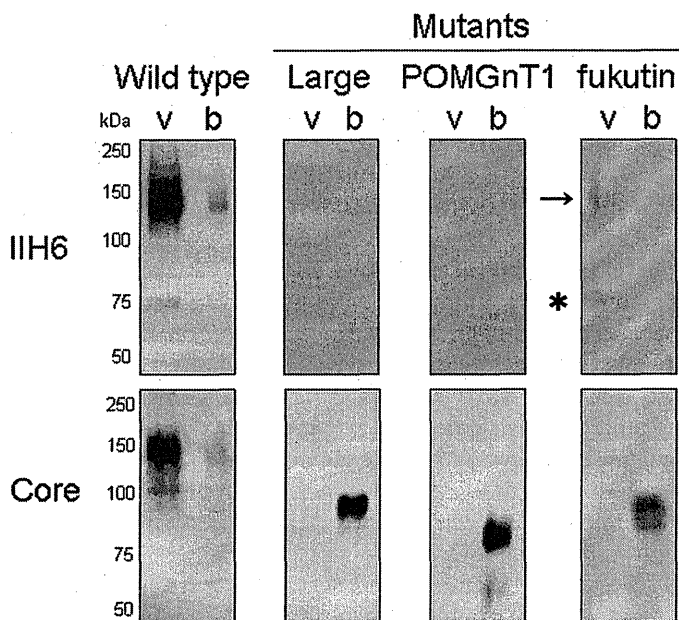 Mutants
Wild type Large POMGnT1 fukutin
v b v b v b v b
kDa
250
150
100
75
50
IIH6
→
*
250
150
100
75
50
Core